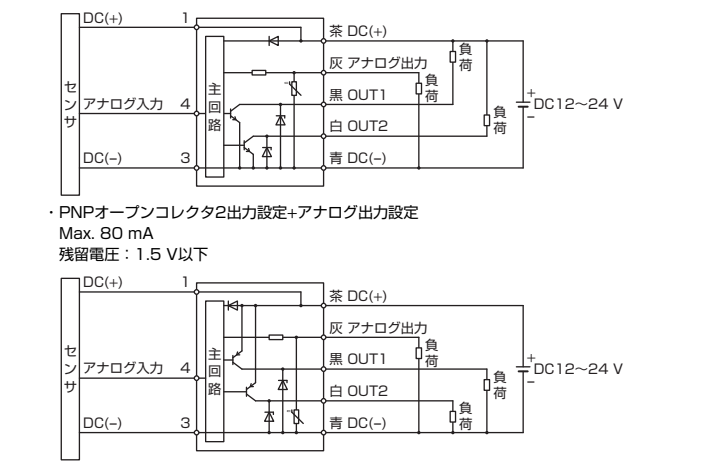 DC(+) 1
茶 DC(+)
灰 アナログ出力
負荷
負荷
黒 OUT1
センサ
主回路
アナログ入力 4
負荷
+
DC12～24 V
−
白 OUT2
DC(−) 3
青 DC(−)
・PNPオープンコレクタ2出力設定+アナログ出力設定
Max. 80 mA
残留電圧：1.5 V以下
DC(+) 1
茶 DC(+)
灰 アナログ出力
負荷
黒 OUT1
センサ
主回路
アナログ入力 4
負荷
+
DC12～24 V
−
白 OUT2
負荷
DC(−) 3
青 DC(−)